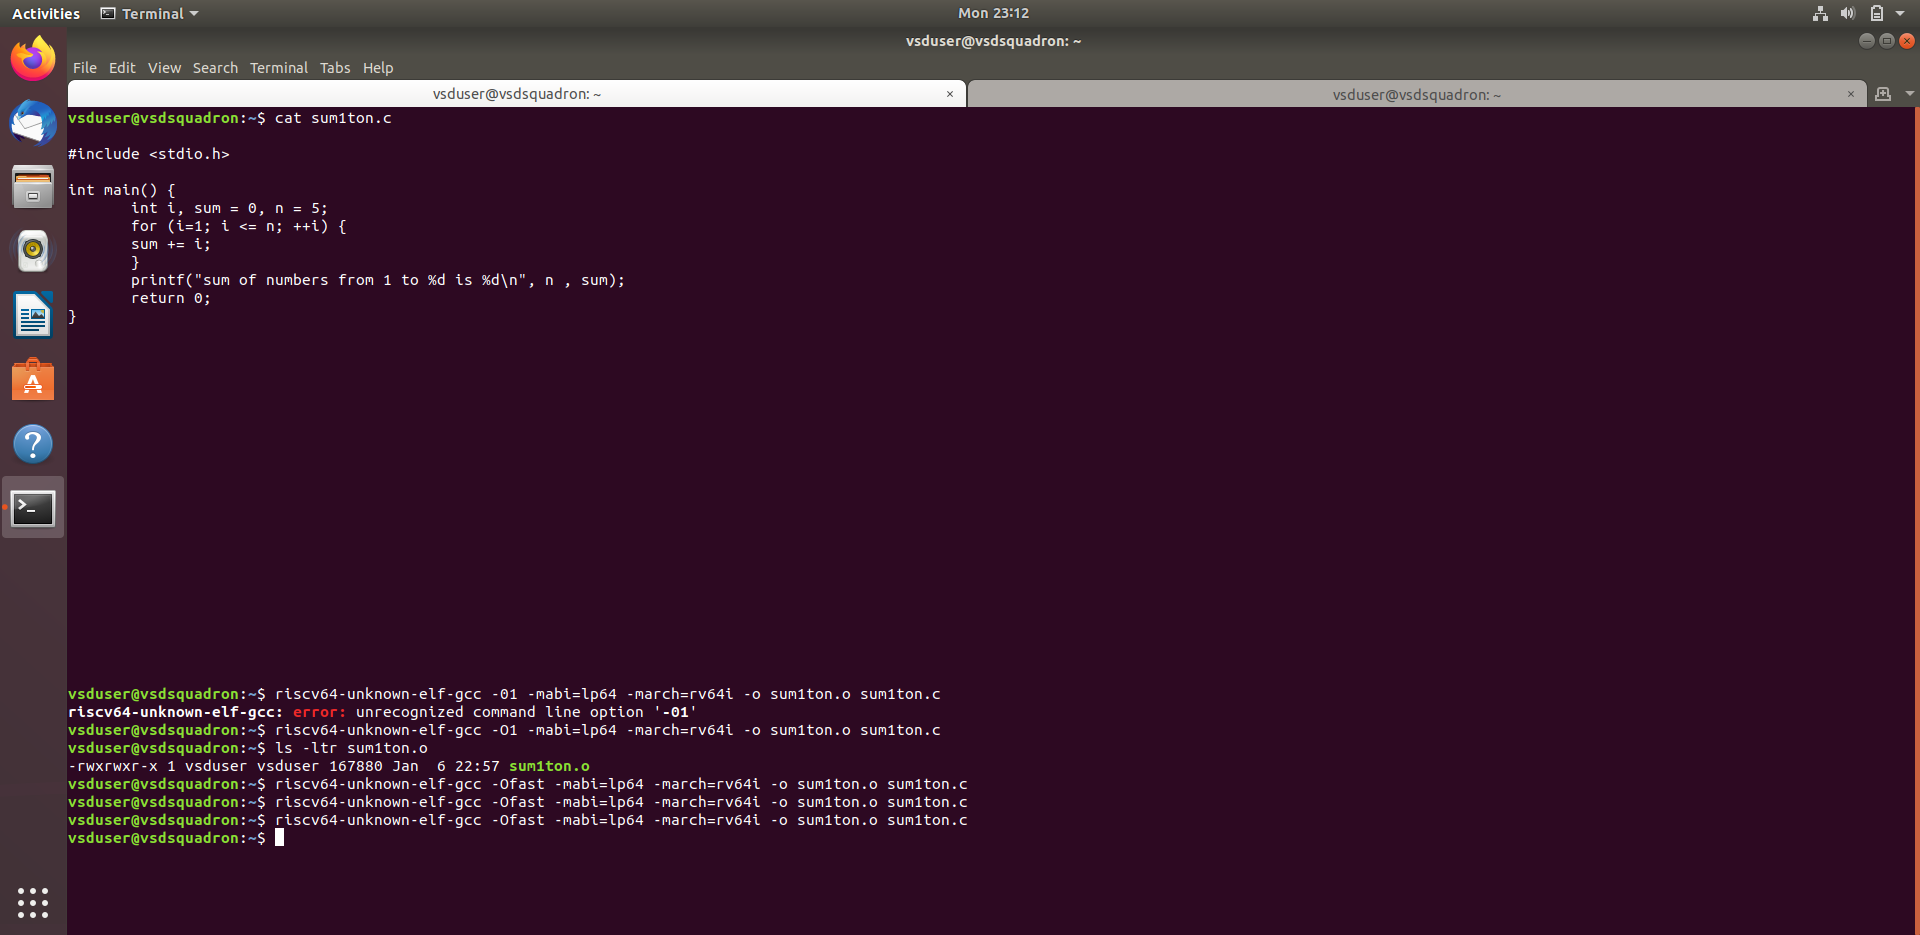 Activities Terminal Mon 23:12
vsduser@vsdsquadron: ~
File Edit View Search Terminal Tabs Help
vsduser@vsdsquadron: ~ × vsduser@vsdsquadron: ~ ×
vsduser@vsdsquadron:~$ cat sum1ton.c
#include <stdio.h>
int main() {
int i, sum = 0, n = 5;
for (i=1; i <= n; ++i) {
sum += i;
}
printf("sum of numbers from 1 to %d is %d\n", n , sum);
return 0;
}
vsduser@vsdsquadron:~$ riscv64-unknown-elf-gcc -01 -mabi=lp64 -march=rv64i -o sum1ton.o sum1ton.c
riscv64-unknown-elf-gcc: error: unrecognized command line option '-01'
vsduser@vsdsquadron:~$ riscv64-unknown-elf-gcc -O1 -mabi=lp64 -march=rv64i -o sum1ton.o sum1ton.c
vsduser@vsdsquadron:~$ ls -ltr sum1ton.o
-rwxrwxr-x 1 vsduser vsduser 167880 Jan  6 22:57 sum1ton.o
vsduser@vsdsquadron:~$ riscv64-unknown-elf-gcc -Ofast -mabi=lp64 -march=rv64i -o sum1ton.o sum1ton.c
vsduser@vsdsquadron:~$ riscv64-unknown-elf-gcc -Ofast -mabi=lp64 -march=rv64i -o sum1ton.o sum1ton.c
vsduser@vsdsquadron:~$ riscv64-unknown-elf-gcc -Ofast -mabi=lp64 -march=rv64i -o sum1ton.o sum1ton.c
vsduser@vsdsquadron:~$